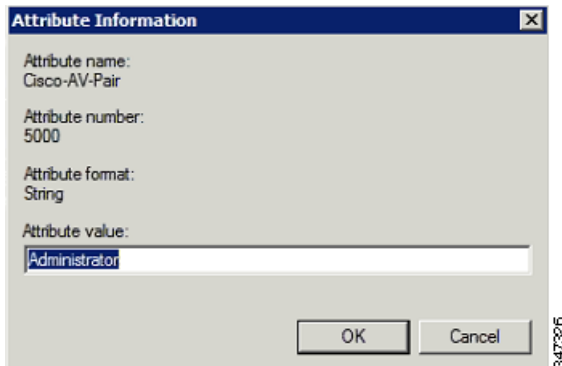 Attribute Information
Attribute name:
Cisco-AV-Pair
Attribute number:
5000
Attribute format:
String
Attribute value:
Administrator
OK
Cancel
347326